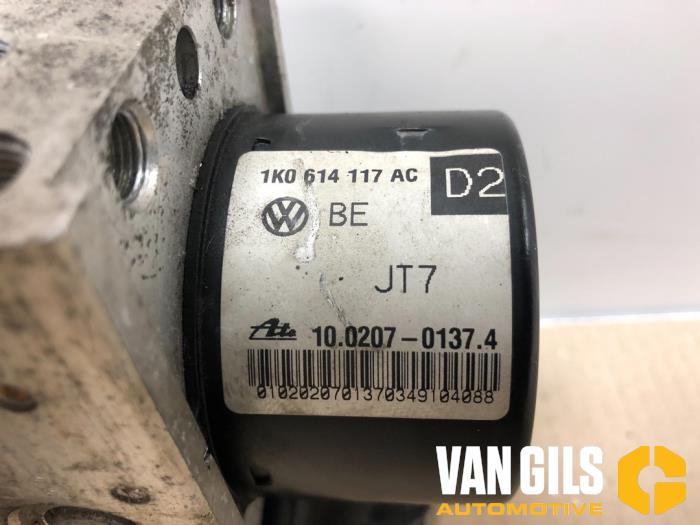 1K0 614 117 AC
D2
BE
JT7
Ate 10.0207-0137.4
0102020701370349104088
VAN GILS
AUTOMOTIVE